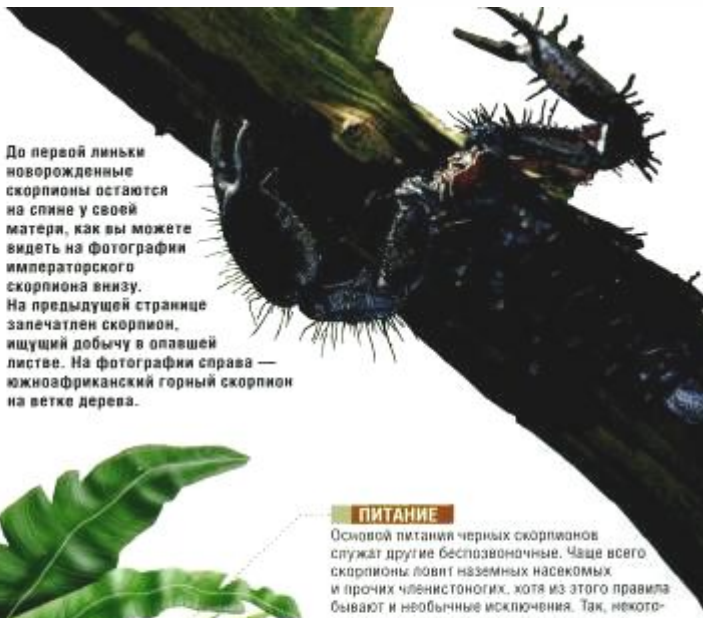 До первой линьки
новорожденные
скорпионы остаются
на спине у своей
матери, как вы можете
видеть на фотографии
императорского
скорпиона внизу.
На предыдущей странице
запечатлен скорпион,
ищущий добычу в опавшей
листве. На фотографии справа —
южноафриканский горный скорпион
на ветке дерева.
ПИТАНИЕ
Основой питания черных скорпионов
служат другие беспозвоночные. Чаще всего
скорпионы ловят наземных насекомых
и прочих членистоногих, хотя из этого правила
бывают и необычные исключения. Так, некото-